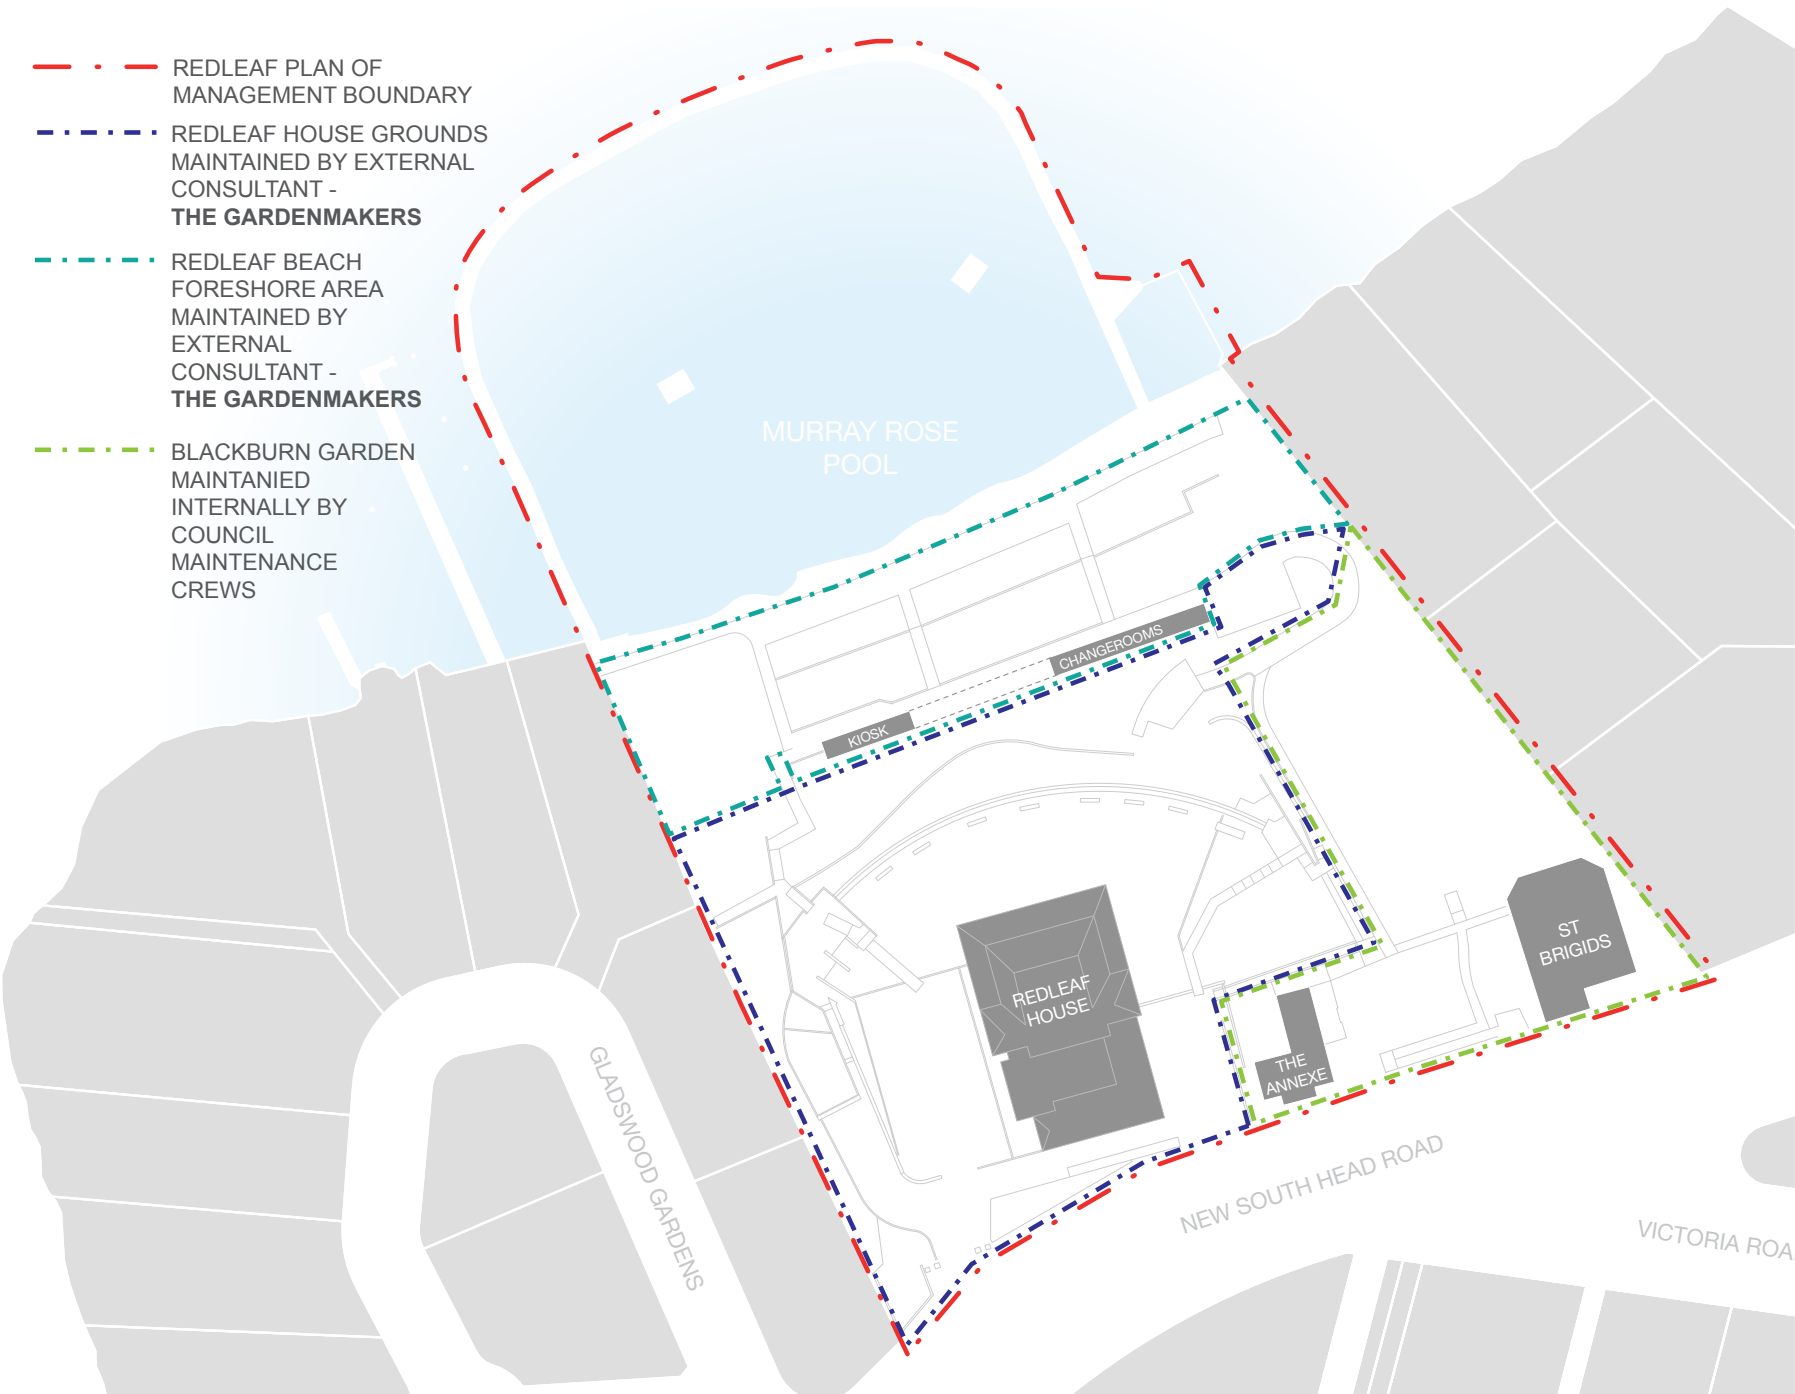 REDLEAF PLAN OF
MANAGEMENT BOUNDARY
REDLEAF HOUSE GROUNDS
MAINTAINED BY EXTERNAL
CONSULTANT -
THE GARDENMAKERS
REDLEAF BEACH
FORESHORE AREA
MAINTAINED BY
EXTERNAL
CONSULTANT -
THE GARDENMAKERS
BLACKBURN GARDEN
MAINTANIED
INTERNALLY BY
COUNCIL
MAINTENANCE
CREWS
MURRAY ROSE
POOL
CHANGEROOMS
KIOSK
REDLEAF
HOUSE
ST
BRIGIDS
THE
ANNEXE
GLADSWOOD GARDENS
NEW SOUTH HEAD ROAD
VICTORIA ROA